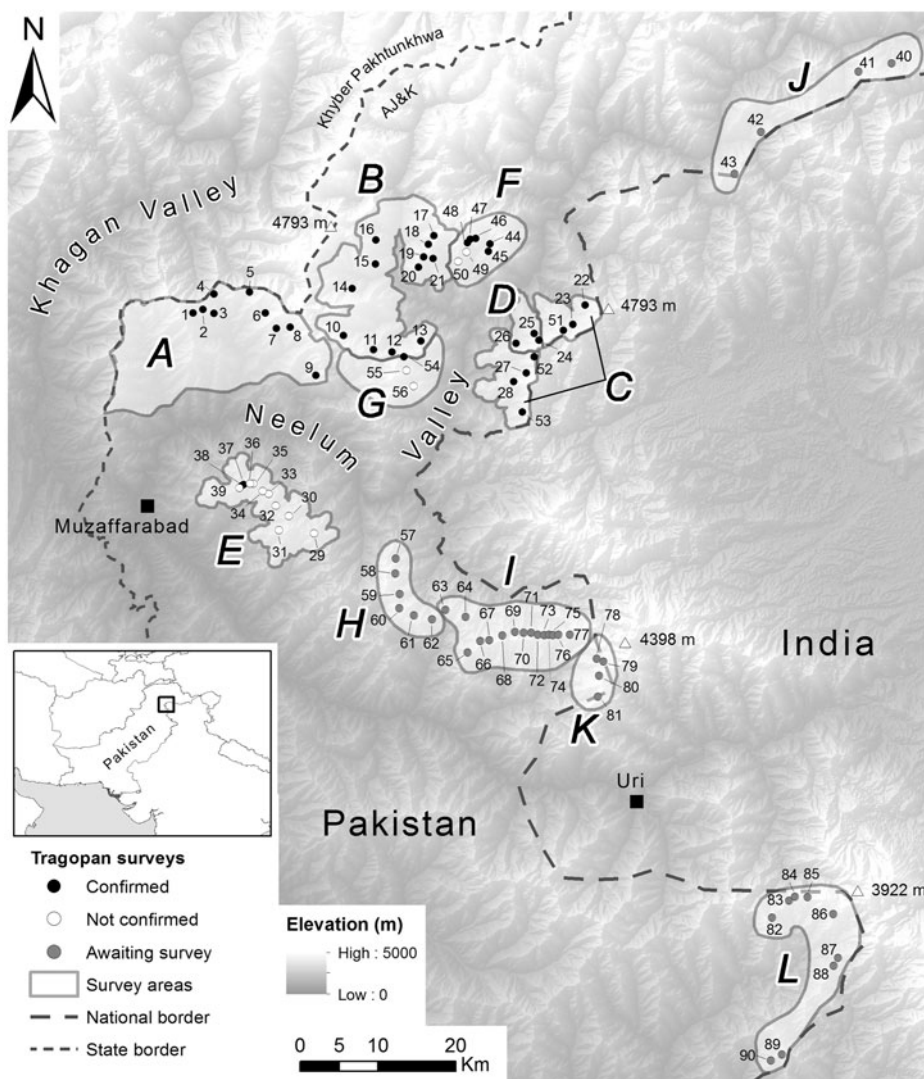 N
Khyber Pakhtunkhwa
AJ&K
Khagan Valley
4793 m
B
F
J
41
40
42
43
48
47
46
44
45
49
50
17
18
16
19
15
20
21
14
5
4
1
2
3
6
7
8
A
9
10
11
12
13
54
55
56
G
D
22
23
4793 m
25
51
26
24
27
52
28
C
53
Neelum
Valley
37
36
35
38
33
39
30
34
32
31
29
E
Muzaffarabad
57
58
59
60
61
62
H
I
63
64
67
69
71
73
75
78
77
65
66
68
70
72
74
76
4398 m
79
80
81
K
India
Uri
Pakistan
Pakistan
84
85
3922 m
83
82
86
87
88
L
89
90
Tragopan surveys
Confirmed
Not confirmed
Awaiting survey
Survey areas
National border
State border
Elevation (m)
High : 5000
Low : 0
0 5 10 20
Km